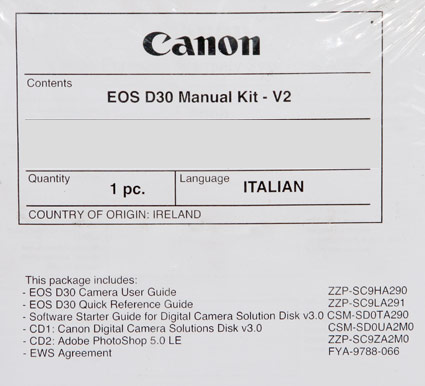 Canon
Contents
EOS D30 Manual Kit - V2
Quantity
1 pc.
Language
ITALIAN
COUNTRY OF ORIGIN: IRELAND
This package includes:
- EOS D30 Camera User Guide ZZP-SC9HA290
- EOS D30 Quick Reference Guide ZZP-SC9LA291
- Software Starter Guide for Digital Camera Solution Disk v3.0 CSM-SD0TA290
- CD1: Canon Digital Camera Solutions Disk v3.0 CSM-SD0UA2M0
- CD2: Adobe PhotoShop 5.0 LE ZZP-SC9ZA2M0
- EWS Agreement FYA-9788-066